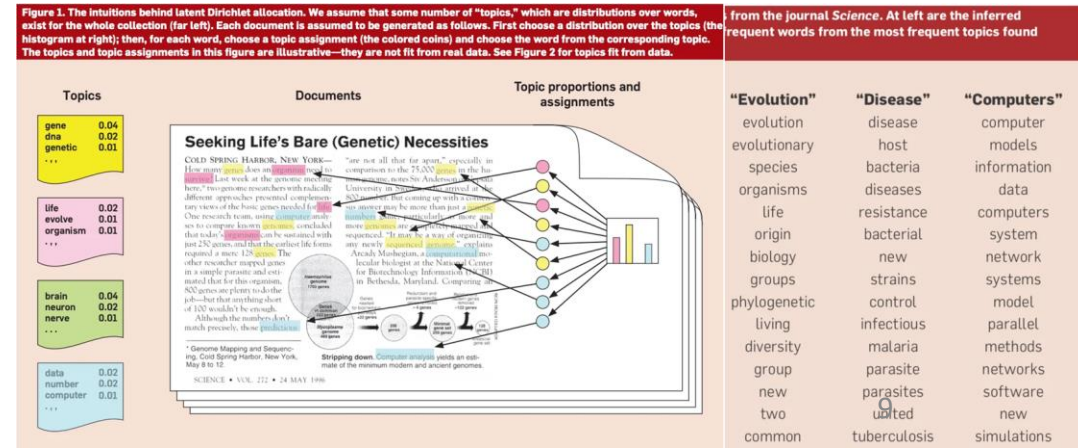 Figure 1. The intuitions behind latent Dirichlet allocation. We assume that some number of "topics," which are distributions over words,
exist for the whole collection (far left). Each document is assumed to be generated as follows. First choose a distribution over the topics (the
histogram at right); then, for each word, choose a topic assignment (the colored coins) and choose the word from the corresponding topic.
The topics and topic assignments in this figure are illustrative—they are not fit from real data. See Figure 2 for topics fit from data.
Topics
gene 0.04
dna 0.02
genetic 0.01
...
life 0.02
evolve 0.01
organism 0.01
...
brain 0.04
neuron 0.02
nerve 0.01
...
data 0.02
number 0.02
computer 0.01
...
Documents
Seeking Life's Bare (Genetic) Necessities
COLD SPRING HARBOR, NEW YORK—
How many genes does an organism need to
survive? Last week at the genome meeting
here,* two genome researchers with radically
different approaches presented complemen-
tary views of the basic genes needed for life.
One research team, using computer analy-
ses to compare known genomes, concluded
that today's organisms can be sustained with
just 250 genes, and that the earliest life forms
required a mere 128 genes. The
other researcher mapped genes
in a simple parasite and esti-
mated that for this organism,
800 genes are plenty to do the
job—but that anything short
of 100 wouldn't be enough.
Although the numbers don't
match precisely, those predictions
* Genome Mapping and Sequenc-
ing, Cold Spring Harbor, New York,
May 8 to 12.
"are not all that far apart," especially in
comparison to the 75,000 genes in the hu-
man genome, notes Siv Andersson
University in Swed who arrived at the
800 number. But coming up with a consen-
sus answer may be more than just a
numbers particularly more and
more genomes are completely mapped and
sequenced. "It may be a way of organizing
any newly sequenced genome," explains
Arcady Mushegian, a computational mo-
lecular biologist at the National Center
for Biotechnology Information (NCBI)
in Bethesda, Maryland. Comparing an
Stripping down. Computer analysis yields an esti-
mate of the minimum modern and ancient genomes.
SCIENCE • VOL. 272 • 24 MAY 1996
Topic proportions and
assignments
from the journal Science. At left are the inferred
requent words from the most frequent topics found
"Evolution" "Disease" "Computers"
evolution disease computer
evolutionary host models
species bacteria information
organisms diseases data
life resistance computers
origin bacterial system
biology new network
groups strains systems
phylogenetic control model
living infectious parallel
diversity malaria methods
group parasite networks
new parasites software
two united new
common tuberculosis simulations
9